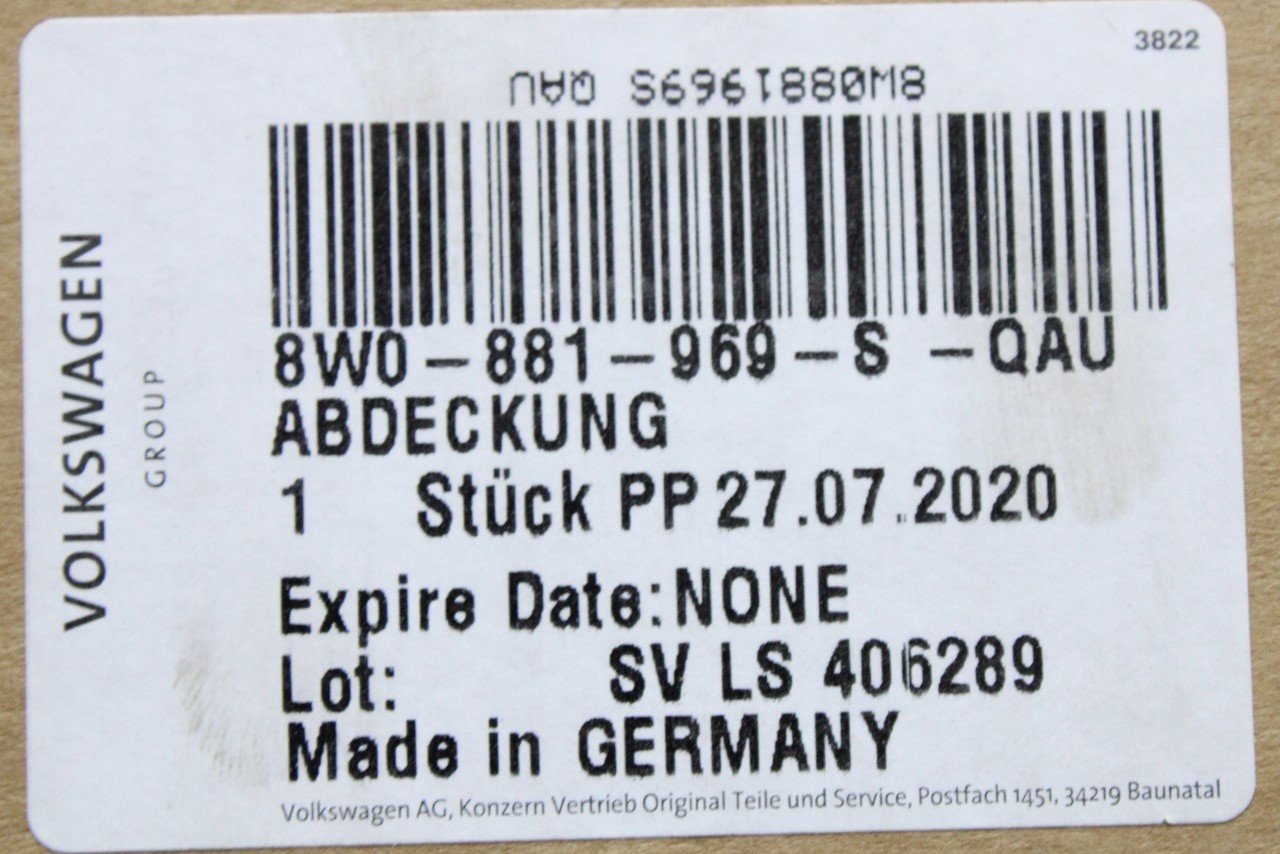 3822
8W0881969S QAU
8W0-881-969-S -QAU
ABDECKUNG
1 Stück PP 27.07.2020
Expire Date:NONE
Lot: SV LS 406289
Made in GERMANY
Volkswagen AG, Konzern Vertrieb Original Teile und Service, Postfach 1451, 34219 Baunatal
VOLKSWAGEN
GROUP